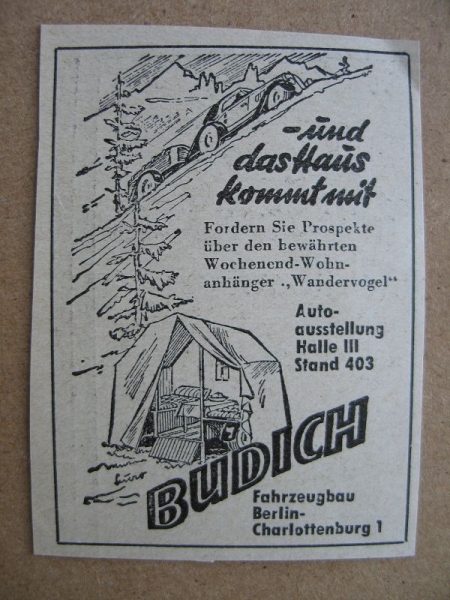 -und
das Haus
kommt mit
Fordern Sie Prospekte
über den bewährten
Wochenend-Wohn-
anhänger „Wandervogel“
Auto-
ausstellung
Halle III
Stand 403
BUDICH
Fahrzeugbau
Berlin-
Charlottenburg 1